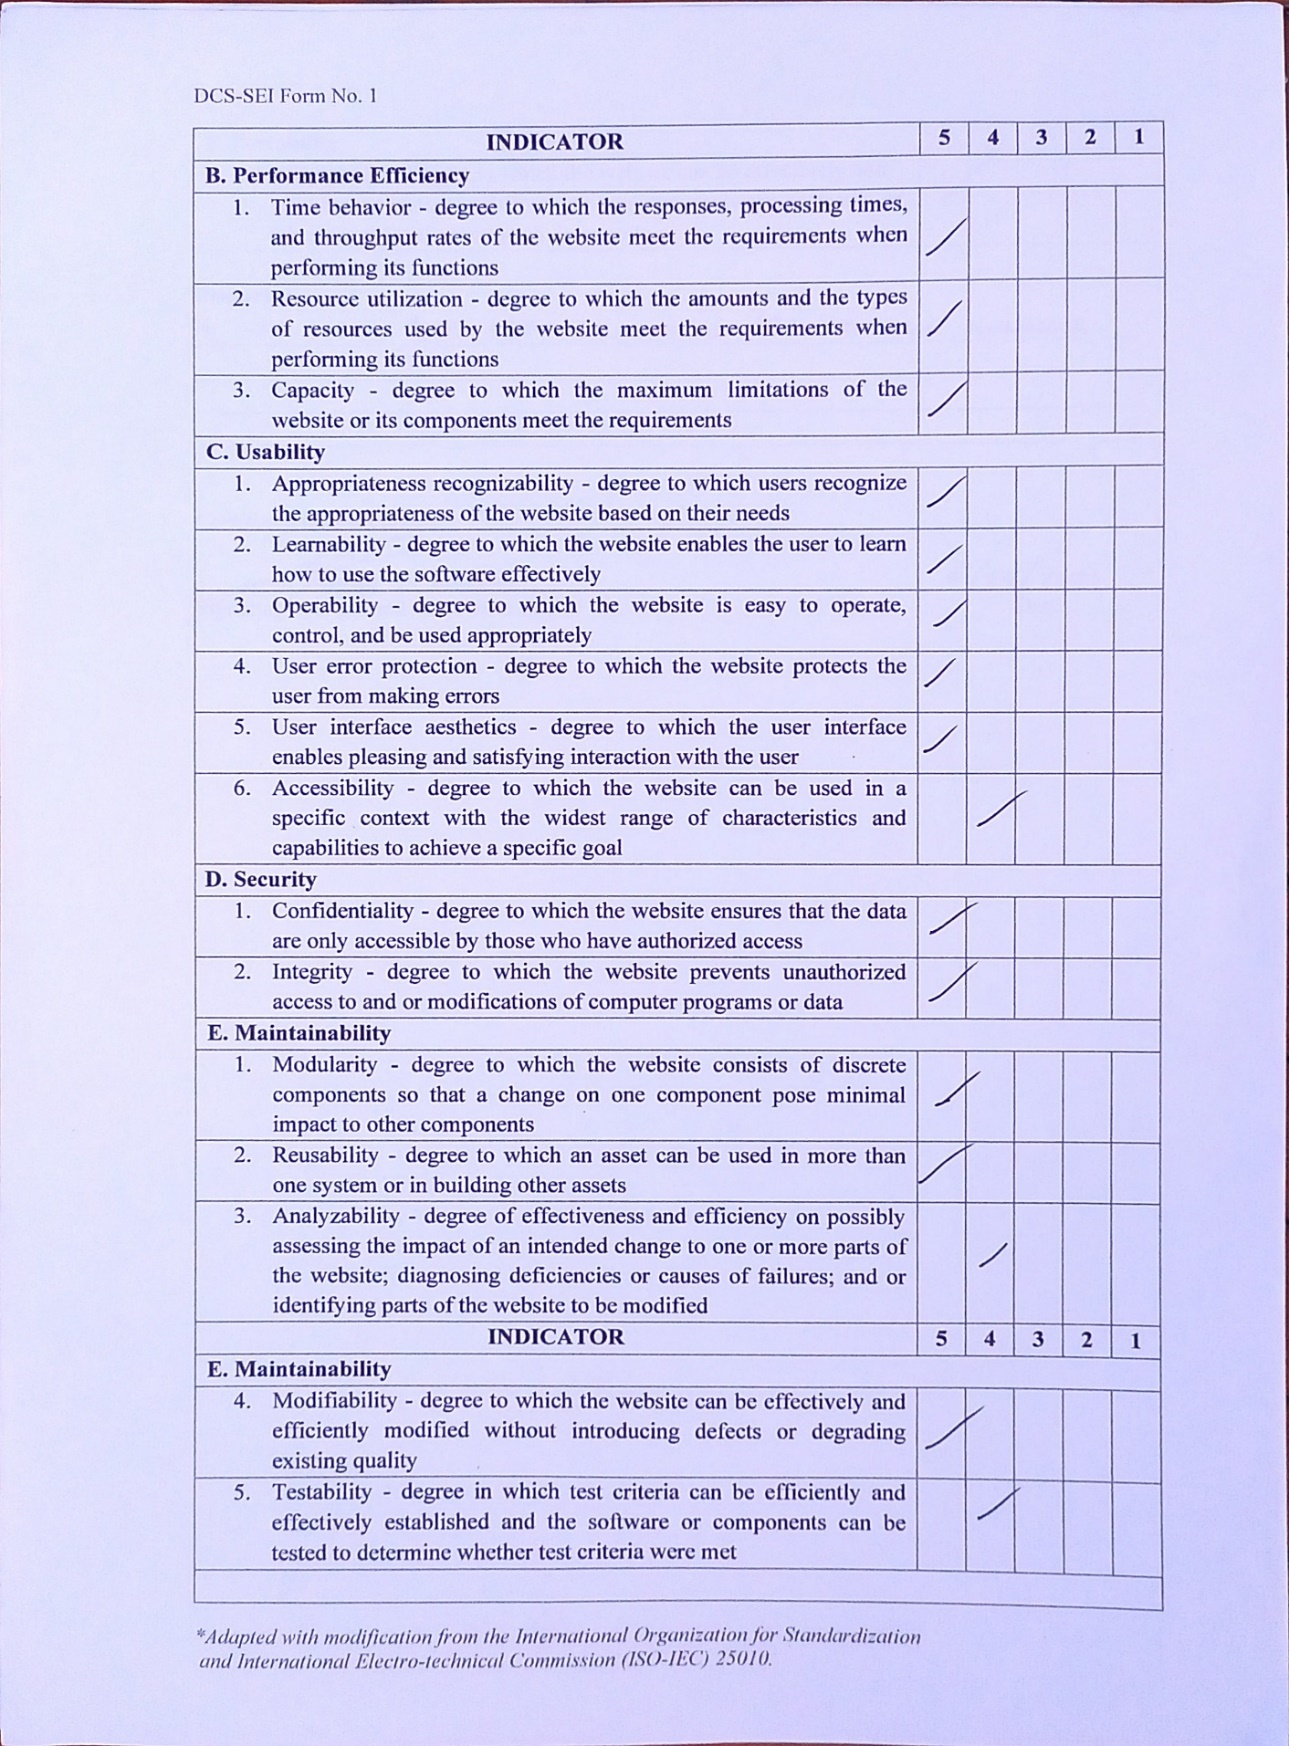 DCS-SEI Form No. 1
INDICATOR 5 4 3 2 1
B. Performance Efficiency
1. Time behavior - degree to which the responses, processing times,
and throughput rates of the website meet the requirements when
performing its functions
2. Resource utilization - degree to which the amounts and the types
of resources used by the website meet the requirements when
performing its functions
3. Capacity - degree to which the maximum limitations of the
website or its components meet the requirements
C. Usability
1. Appropriateness recognizability - degree to which users recognize
the appropriateness of the website based on their needs
2. Learnability - degree to which the website enables the user to learn
how to use the software effectively
3. Operability - degree to which the website is easy to operate,
control, and be used appropriately
4. User error protection - degree to which the website protects the
user from making errors
5. User interface aesthetics - degree to which the user interface
enables pleasing and satisfying interaction with the user
6. Accessibility - degree to which the website can be used in a
specific context with the widest range of characteristics and
capabilities to achieve a specific goal
D. Security
1. Confidentiality - degree to which the website ensures that the data
are only accessible by those who have authorized access
2. Integrity - degree to which the website prevents unauthorized
access to and or modifications of computer programs or data
E. Maintainability
1. Modularity - degree to which the website consists of discrete
components so that a change on one component pose minimal
impact to other components
2. Reusability - degree to which an asset can be used in more than
one system or in building other assets
3. Analyzability - degree of effectiveness and efficiency on possibly
assessing the impact of an intended change to one or more parts of
the website; diagnosing deficiencies or causes of failures; and or
identifying parts of the website to be modified
INDICATOR 5 4 3 2 1
E. Maintainability
4. Modifiability - degree to which the website can be effectively and
efficiently modified without introducing defects or degrading
existing quality
5. Testability - degree in which test criteria can be efficiently and
effectively established and the software or components can be
tested to determine whether test criteria were met
*Adapted with modification from the International Organization for Standardization
and International Electro-technical Commission (ISO-IEC) 25010.